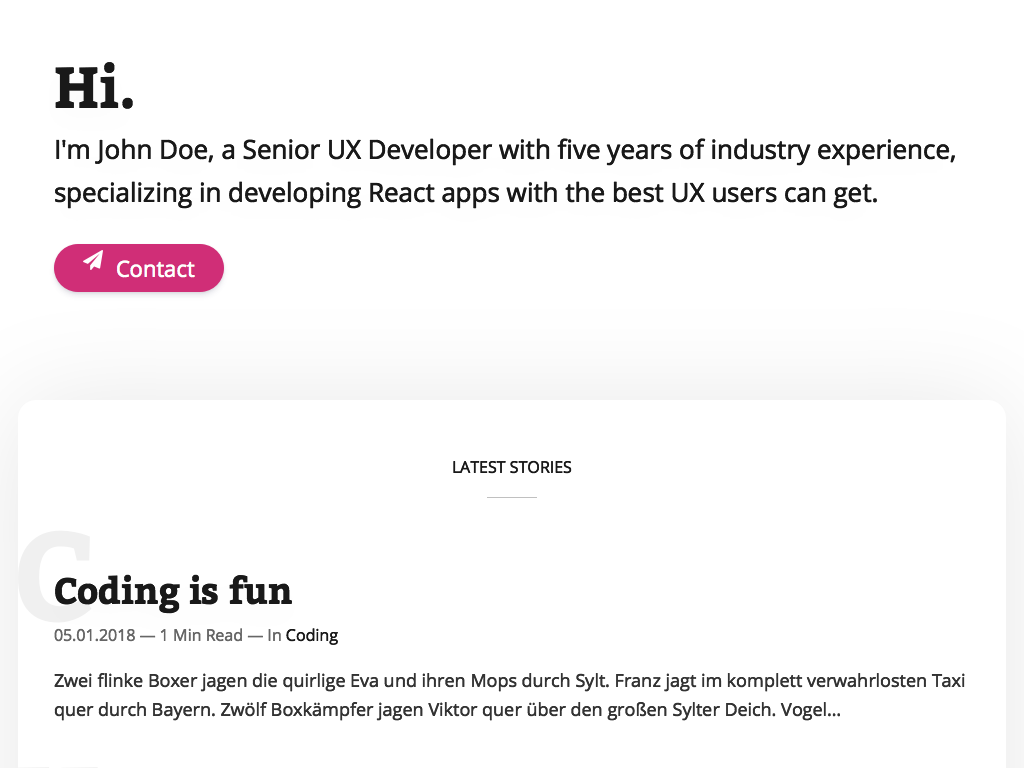 Hi.
I'm John Doe, a Senior UX Developer with five years of industry experience,
specializing in developing React apps with the best UX users can get.
Contact
LATEST STORIES
C
Coding is fun
05.01.2018 — 1 Min Read — In Coding
Zwei flinke Boxer jagen die quirlige Eva und ihren Mops durch Sylt. Franz jagt im komplett verwahrlosten Taxi
quer durch Bayern. Zwölf Boxkämpfer jagen Viktor quer über den großen Sylter Deich. Vogel...